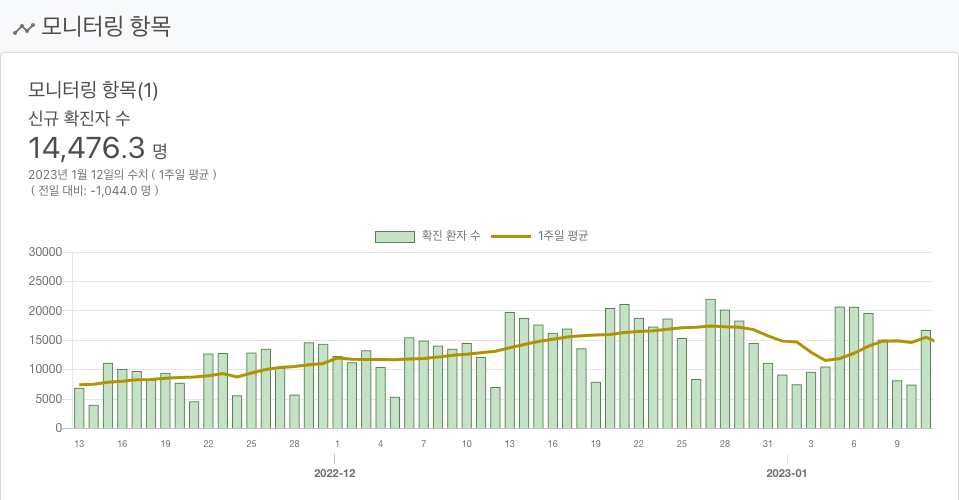 모니터링 항목
모니터링 항목(1)
신규 확진자 수
14,476.3 명
2023년 1월 12일의 수치 ( 1주일 평균 )
( 전일 대비: -1,044.0 명 )
확진 환자 수 1주일 평균
30000
25000
20000
15000
10000
5000
0
13 16 19 22 25 28 1 4 7 10 13 16 19 22 25 28 31 3 6 9
2022-12 2023-01